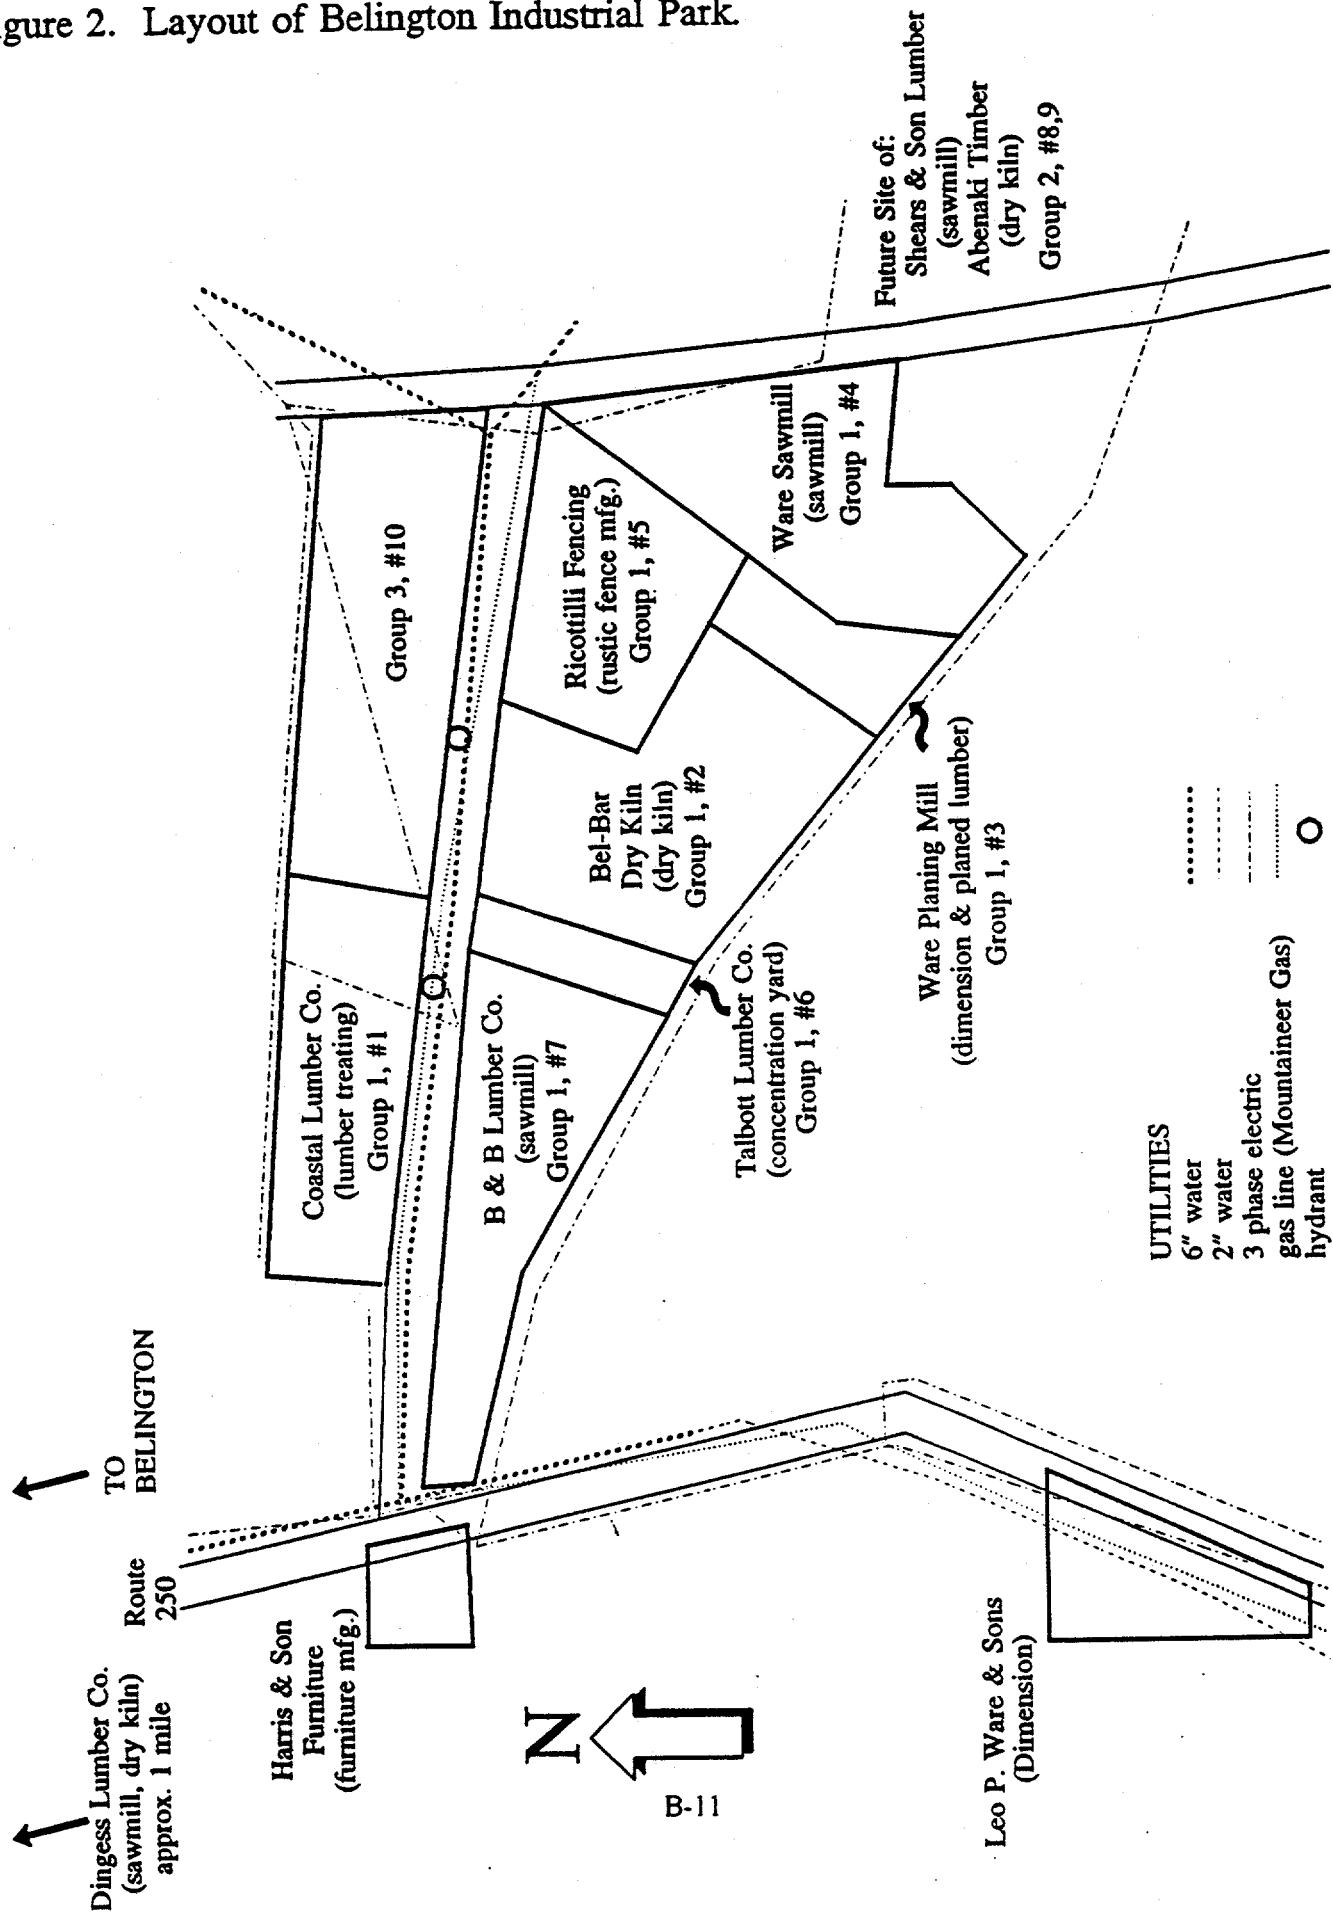 gure 2. Layout of Belington Industrial Park.
Dingess Lumber Co.
(sawmill, dry kiln)
approx. 1 mile
Route
250
TO
BELINGTON
Harris & Son
Furniture
(furniture mfg.)
Coastal Lumber Co.
(lumber treating)
Group 1, #1
Group 3, #10
B & B Lumber Co.
(sawmill)
Group 1, #7
Bel-Bar
Dry Kiln
(dry kiln)
Group 1, #2
Ricottilli Fencing
(rustic fence mfg.)
Group 1, #5
Ware Sawmill
(sawmill)
Group 1, #4
Future Site of:
Shears & Son Lumber
(sawmill)
Abenaki Timber
(dry kiln)
Group 2, #8,9
Talbott Lumber Co.
(concentration yard)
Group 1, #6
Ware Planing Mill
(dimension & planed lumber)
Group 1, #3
N
B-11
Leo P. Ware & Sons
(Dimension)
UTILITIES
6" water
2" water
3 phase electric
gas line (Mountaineer Gas)
hydrant